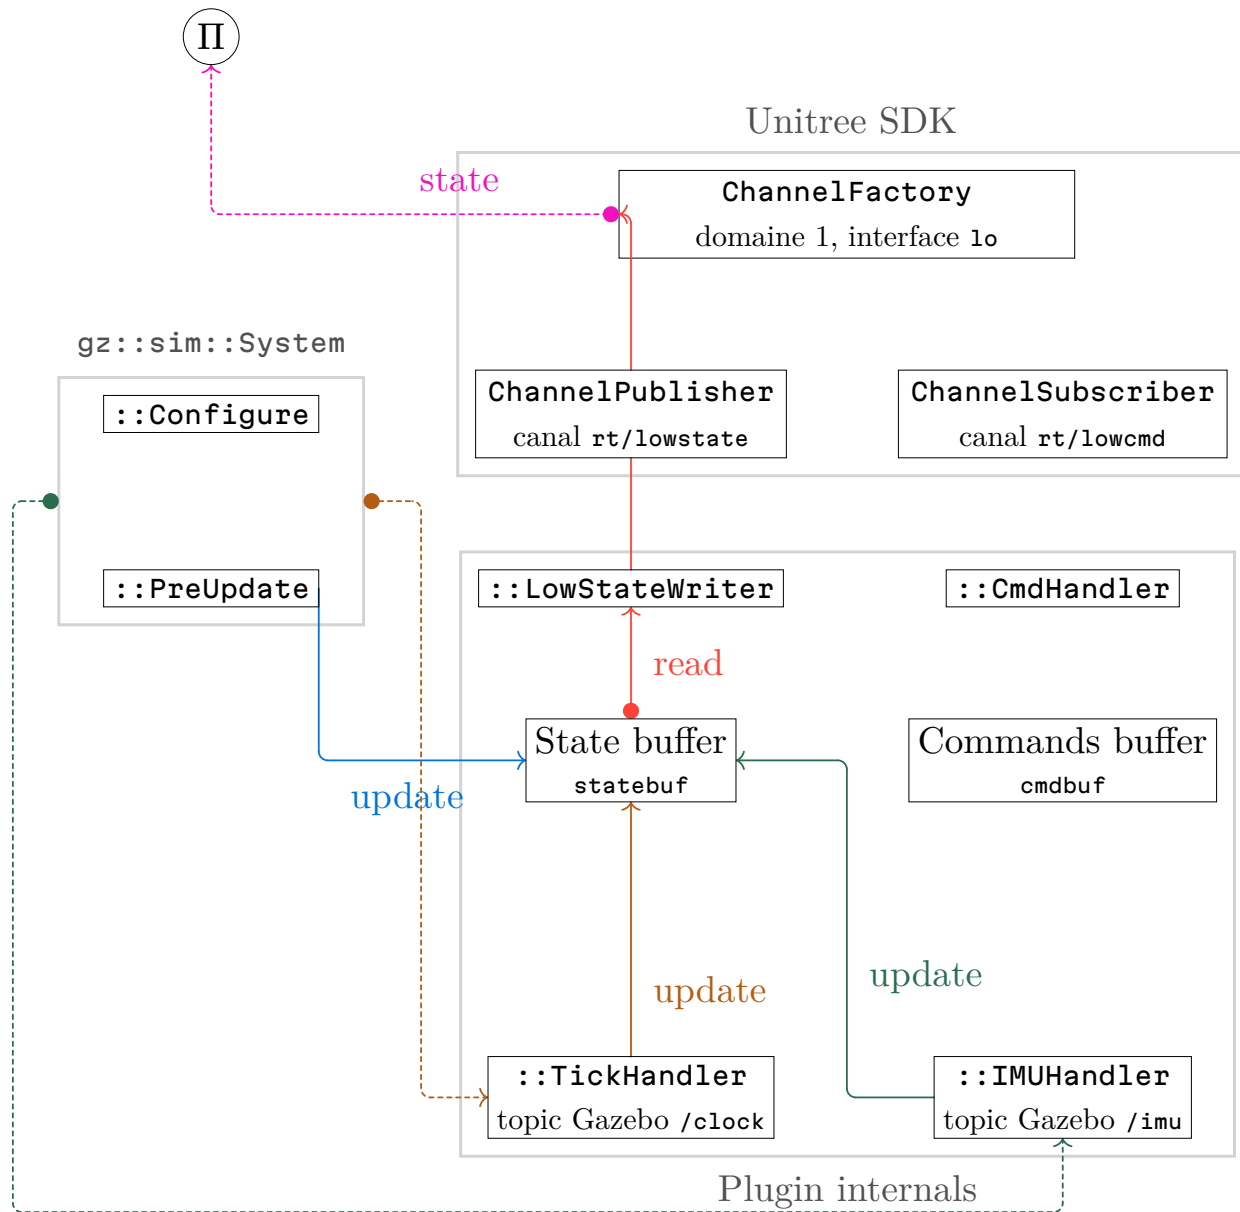 Π
Unitree SDK
state
ChannelFactory
domaine 1, interface lo
gz::sim::System
::Configure
ChannelPublisher
canal rt/lowstate
ChannelSubscriber
canal rt/lowcmd
::PreUpdate
::LowStateWriter
::CmdHandler
read
State buffer
statebuf
Commands buffer
cmdbuf
update
update
update
::TickHandler
topic Gazebo /clock
::IMUHandler
topic Gazebo /imu
Plugin internals